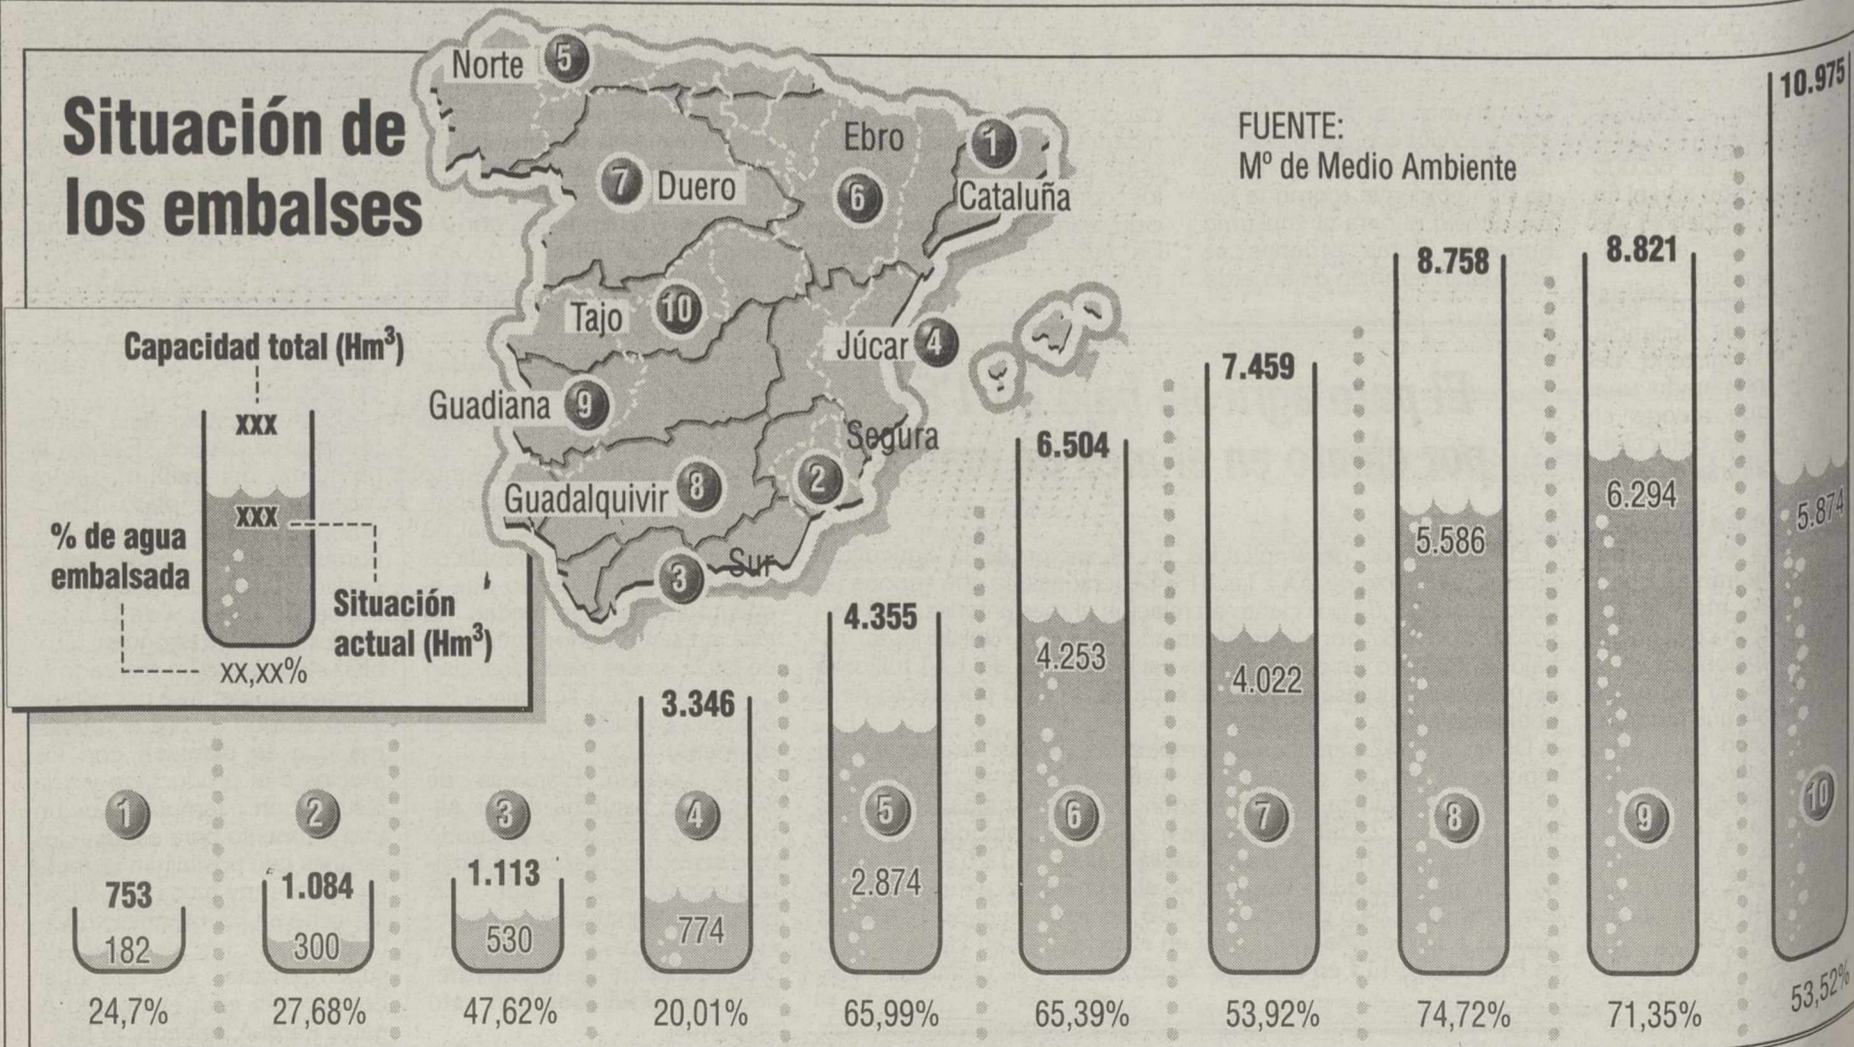 Situación de
los embalses
Norte 5
7 Duero
Ebro
6
1
Cataluña
Tajo 10
Júcar 4
Guadiana 9
Segura
2
Guadalquivir 8
Sur
3
FUENTE:
Mº de Medio Ambiente
Capacidad total (Hm³)
xxx
xxx
% de agua
embalsada
Situación
actual (Hm³)
xx,xx%
1
753
182
24,7%
2
1.084
300
27,68%
3
1.113
530
47,62%
3.346
4
774
20,01%
4.355
5
2.874
65,99%
6.504
4.253
6
65,39%
7.459
4.022
7
53,92%
8.758
5.586
8
74,72%
8.821
6.294
9
71,35%
10.975
5.874
10
53,52%